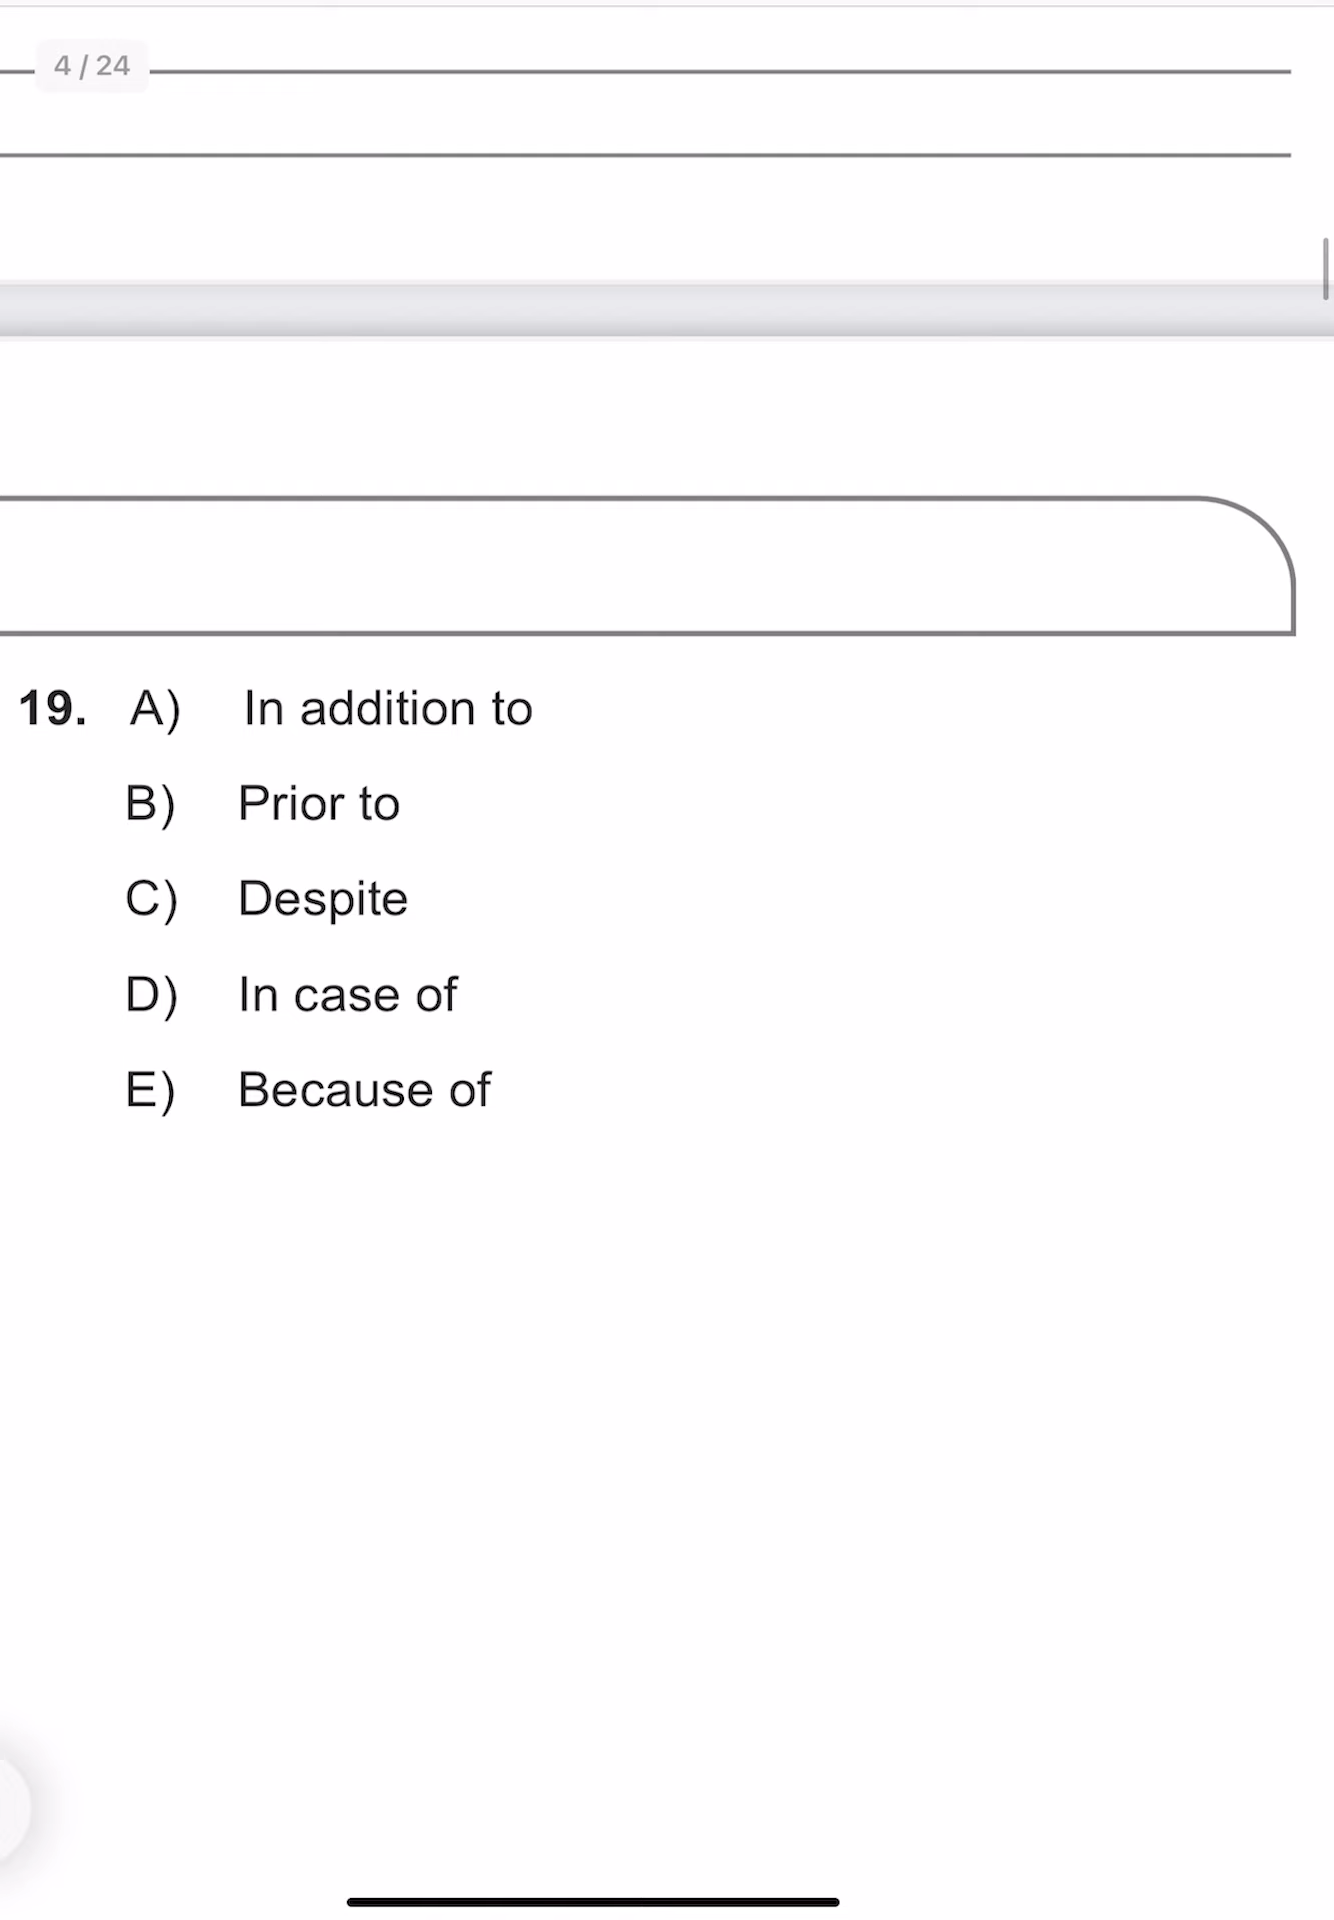 4 / 24
19. A) In addition to
B) Prior to
C) Despite
D) In case of
E) Because of